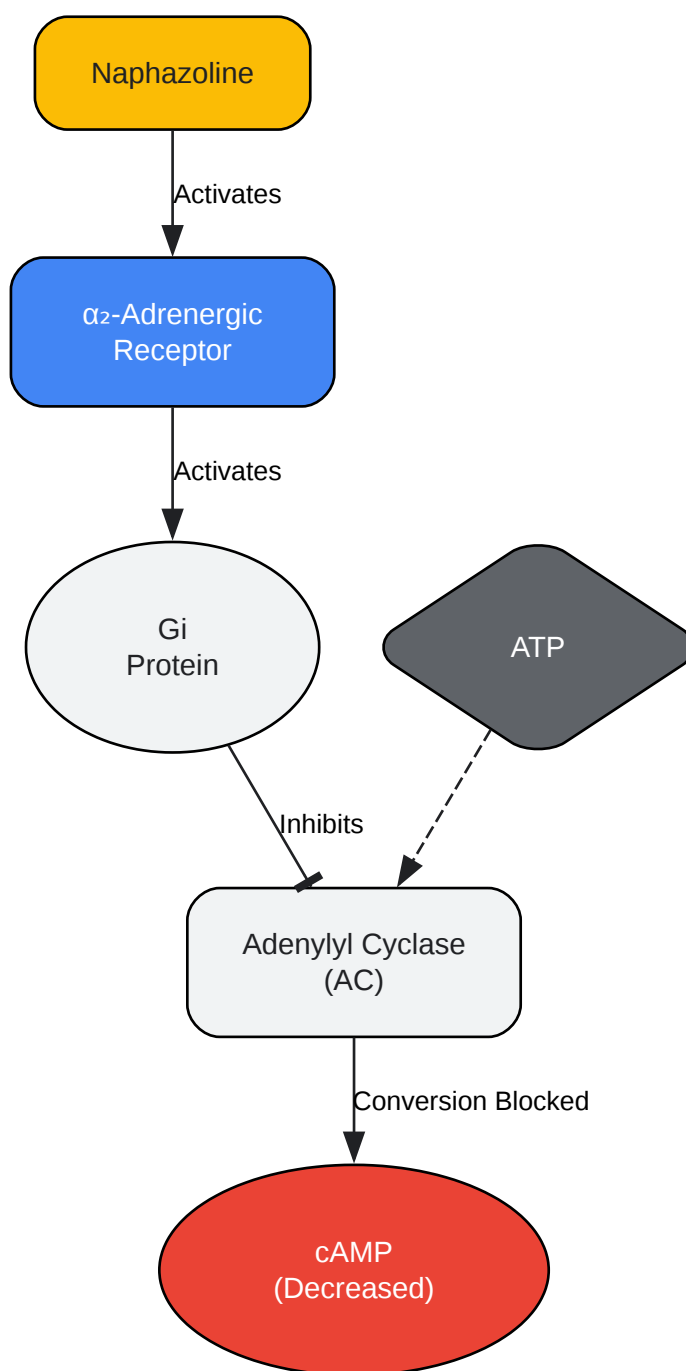 Naphazoline
Activates
α₂-Adrenergic
Receptor
Activates
Gi
Protein
ATP
Inhibits
Adenylyl Cyclase
(AC)
Conversion Blocked
cAMP
(Decreased)